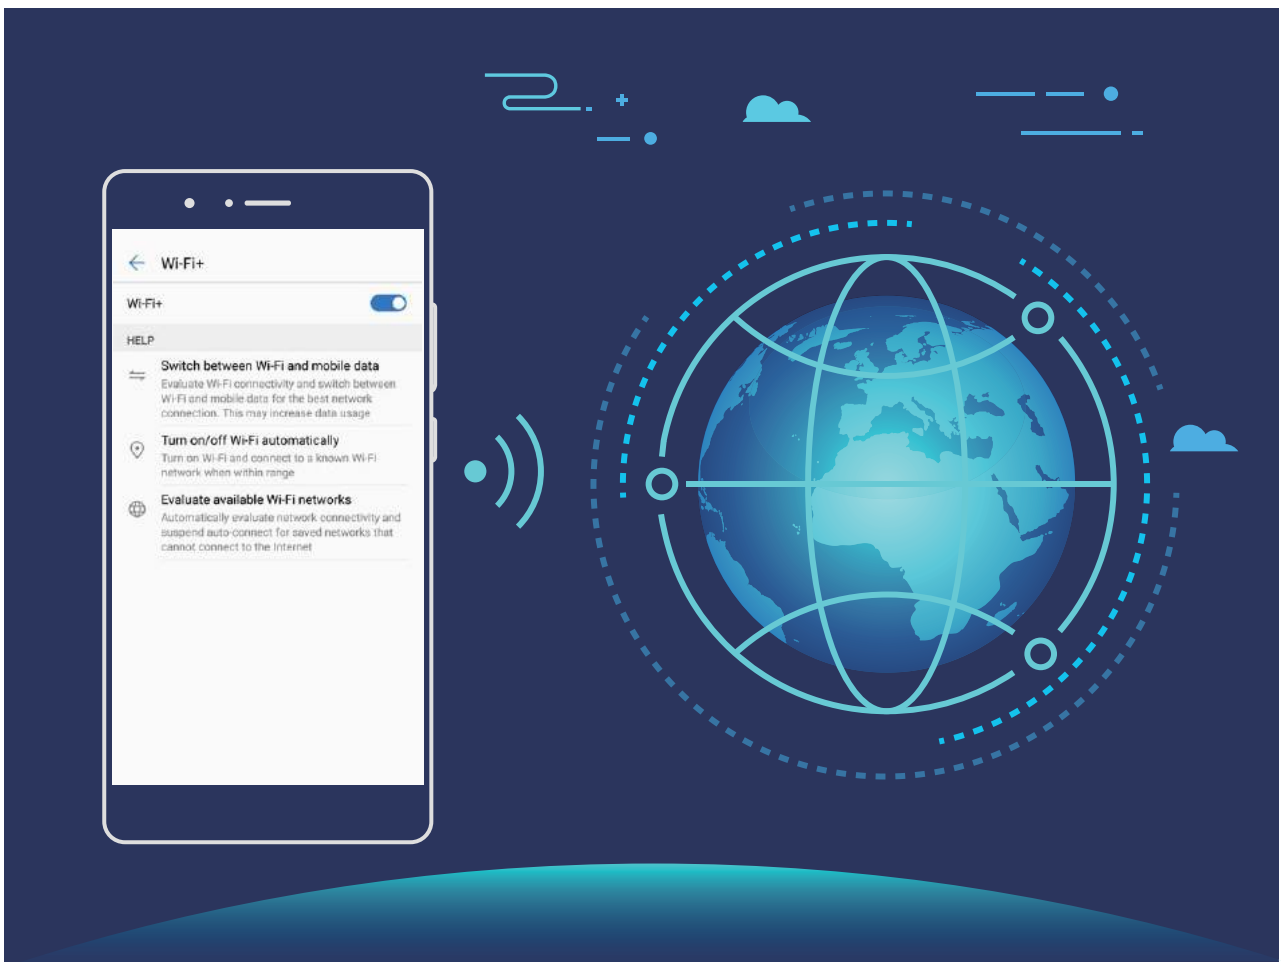 Wi-Fi+
Wi-Fi+
HELP
Switch between Wi-Fi and mobile data
Evaluate Wi-Fi connectivity and switch between
Wi-Fi and mobile data for the best network
connection. This may increase data usage
Turn on/off Wi-Fi automatically
Turn on Wi-Fi and connect to a known Wi-Fi
network when within range
Evaluate available Wi-Fi networks
Automatically evaluate network connectivity and
suspend auto-connect for saved networks that
cannot connect to the Internet